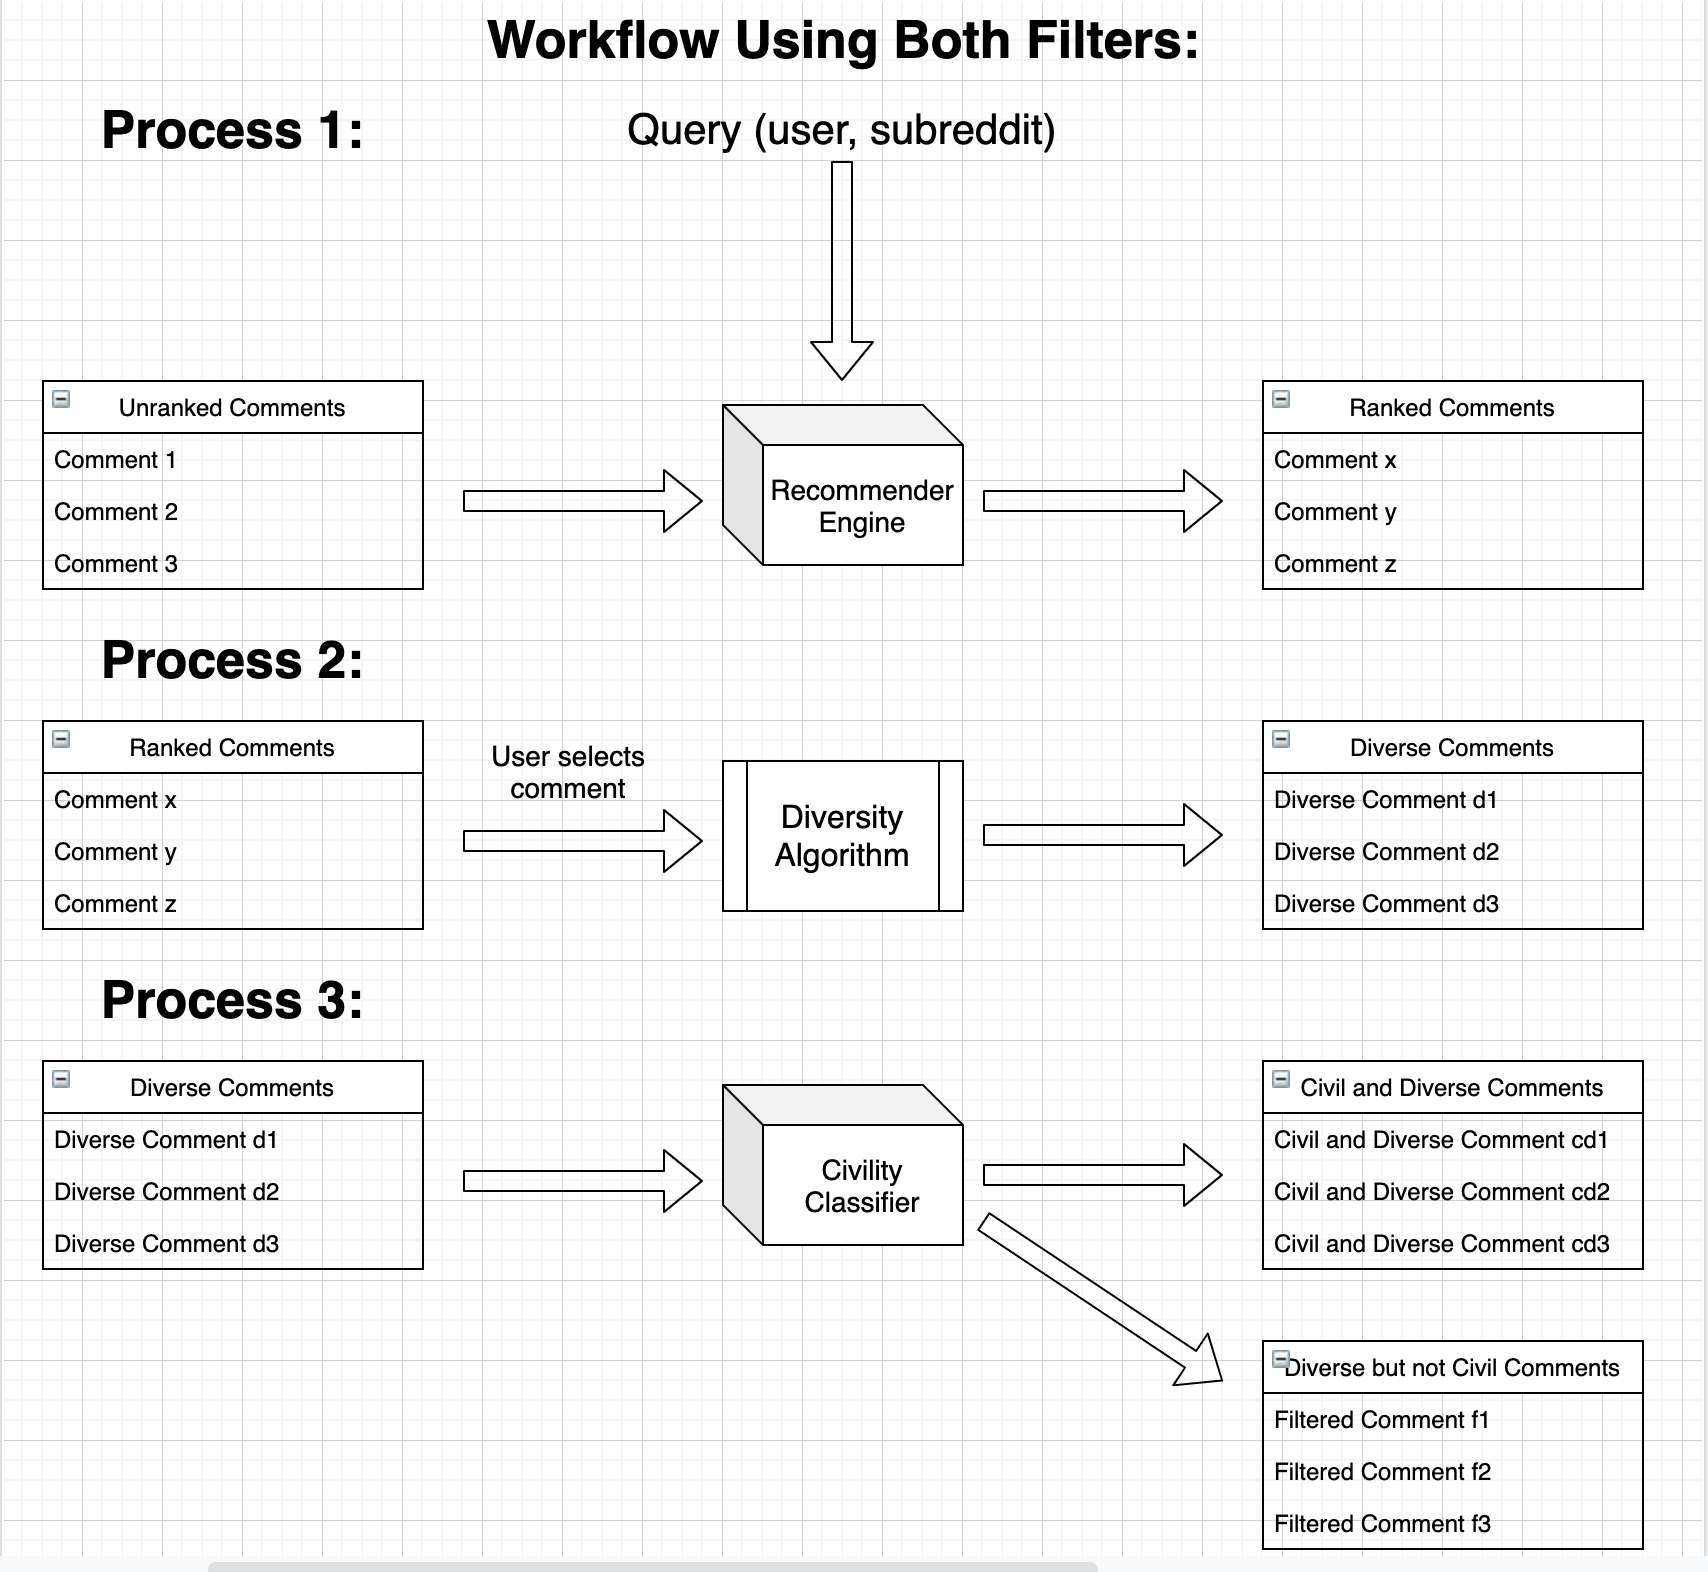 Workflow Using Both Filters:
Process 1:
Query (user, subreddit)
Unranked Comments
Comment 1
Comment 2
Comment 3
Recommender
Engine
Ranked Comments
Comment x
Comment y
Comment z
Process 2:
Ranked Comments
Comment x
Comment y
Comment z
User selects
comment
Diversity
Algorithm
Diverse Comments
Diverse Comment d1
Diverse Comment d2
Diverse Comment d3
Process 3:
Diverse Comments
Diverse Comment d1
Diverse Comment d2
Diverse Comment d3
Civility
Classifier
Civil and Diverse Comments
Civil and Diverse Comment cd1
Civil and Diverse Comment cd2
Civil and Diverse Comment cd3
Diverse but not Civil Comments
Filtered Comment f1
Filtered Comment f2
Filtered Comment f3